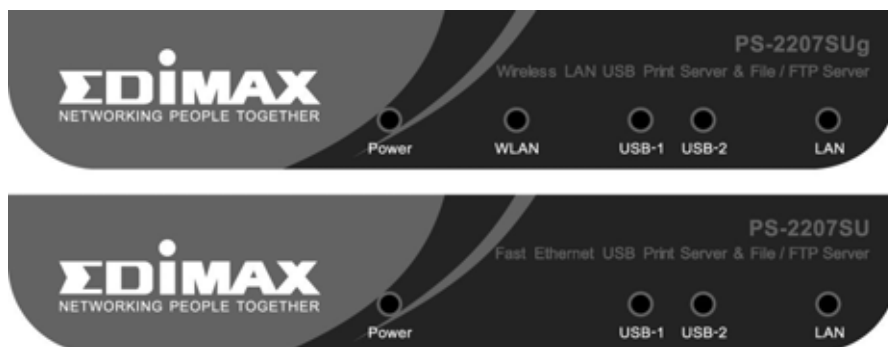 PS-2207SUg
Wireless LAN USB Print Server & File / FTP Server
EDiMAX
NETWORKING PEOPLE TOGETHER
Power WLAN USB-1 USB-2 LAN
PS-2207SU
Fast Ethernet USB Print Server & File / FTP Server
EDiMAX
NETWORKING PEOPLE TOGETHER
Power USB-1 USB-2 LAN